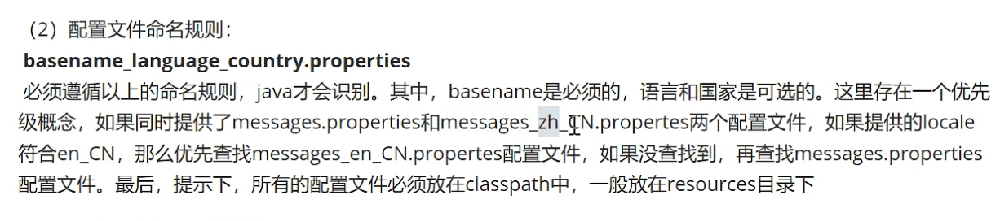 （2）配置文件命名规则：
basename_language_country.properties
必须遵循以上的命名规则，java才会识别。其中，basename是必须的，语言和国家是可选的。这里存在一个优先
级概念，如果同时提供了messages.properties和messages_zh_CN.propertes两个配置文件，如果提供的locale
符合en_CN，那么优先查找messages_en_CN.propertes配置文件，如果没查找到，再查找messages.properties
配置文件。最后，提示下，所有的配置文件必须放在classpath中，一般放在resources目录下